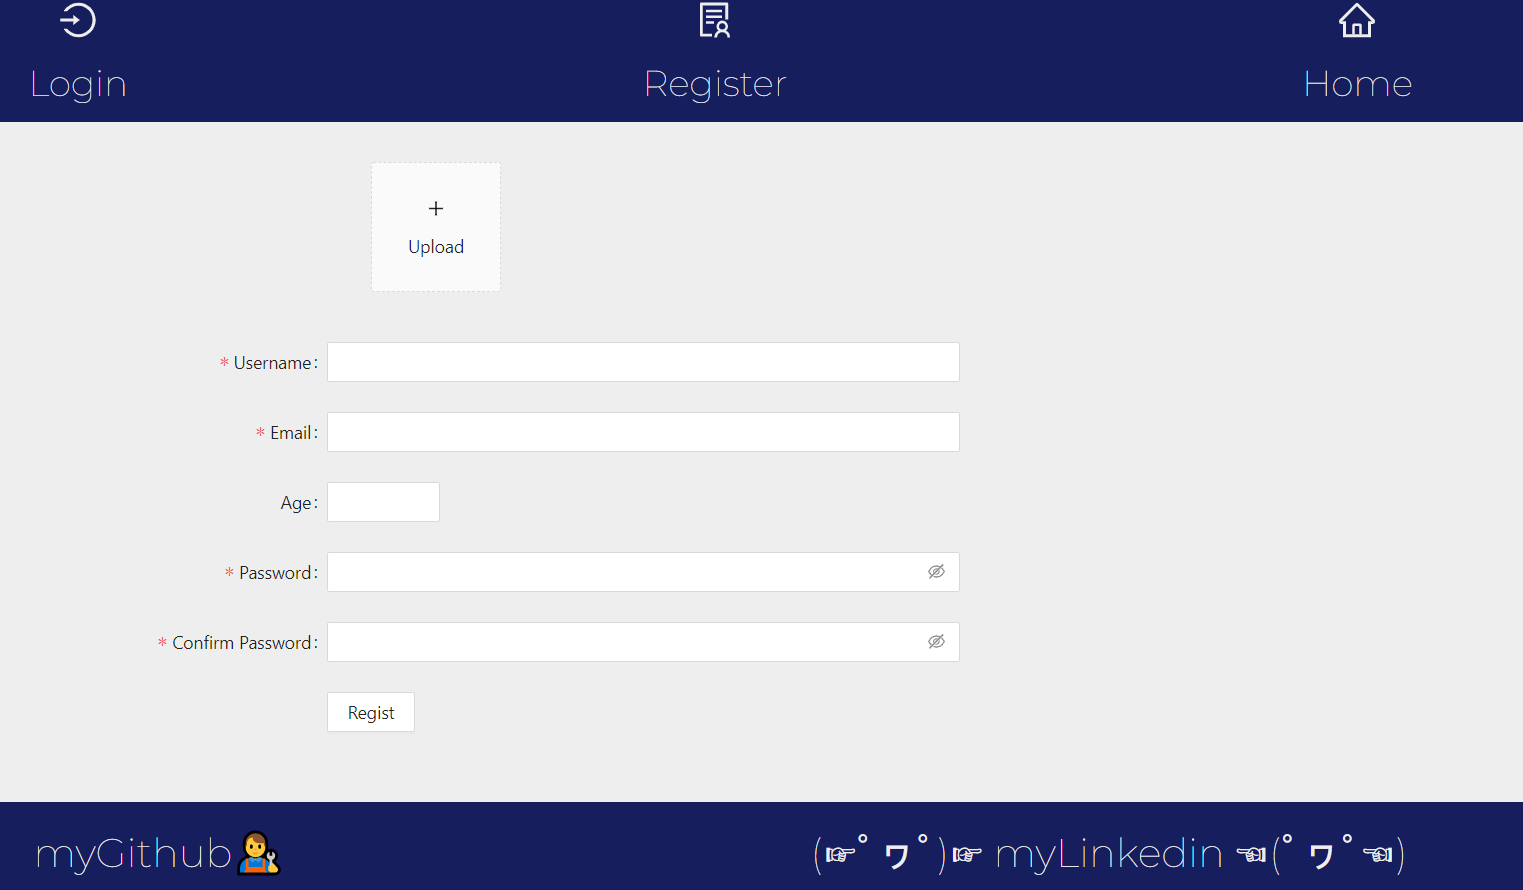 Login Register Home
+
Upload
* Username:
* Email:
Age:
* Password:
* Confirm Password:
Regist
myGithub👩‍🔧 (☞ﾟヮﾟ)☞ myLinkedin ☜(ﾟヮﾟ☜)